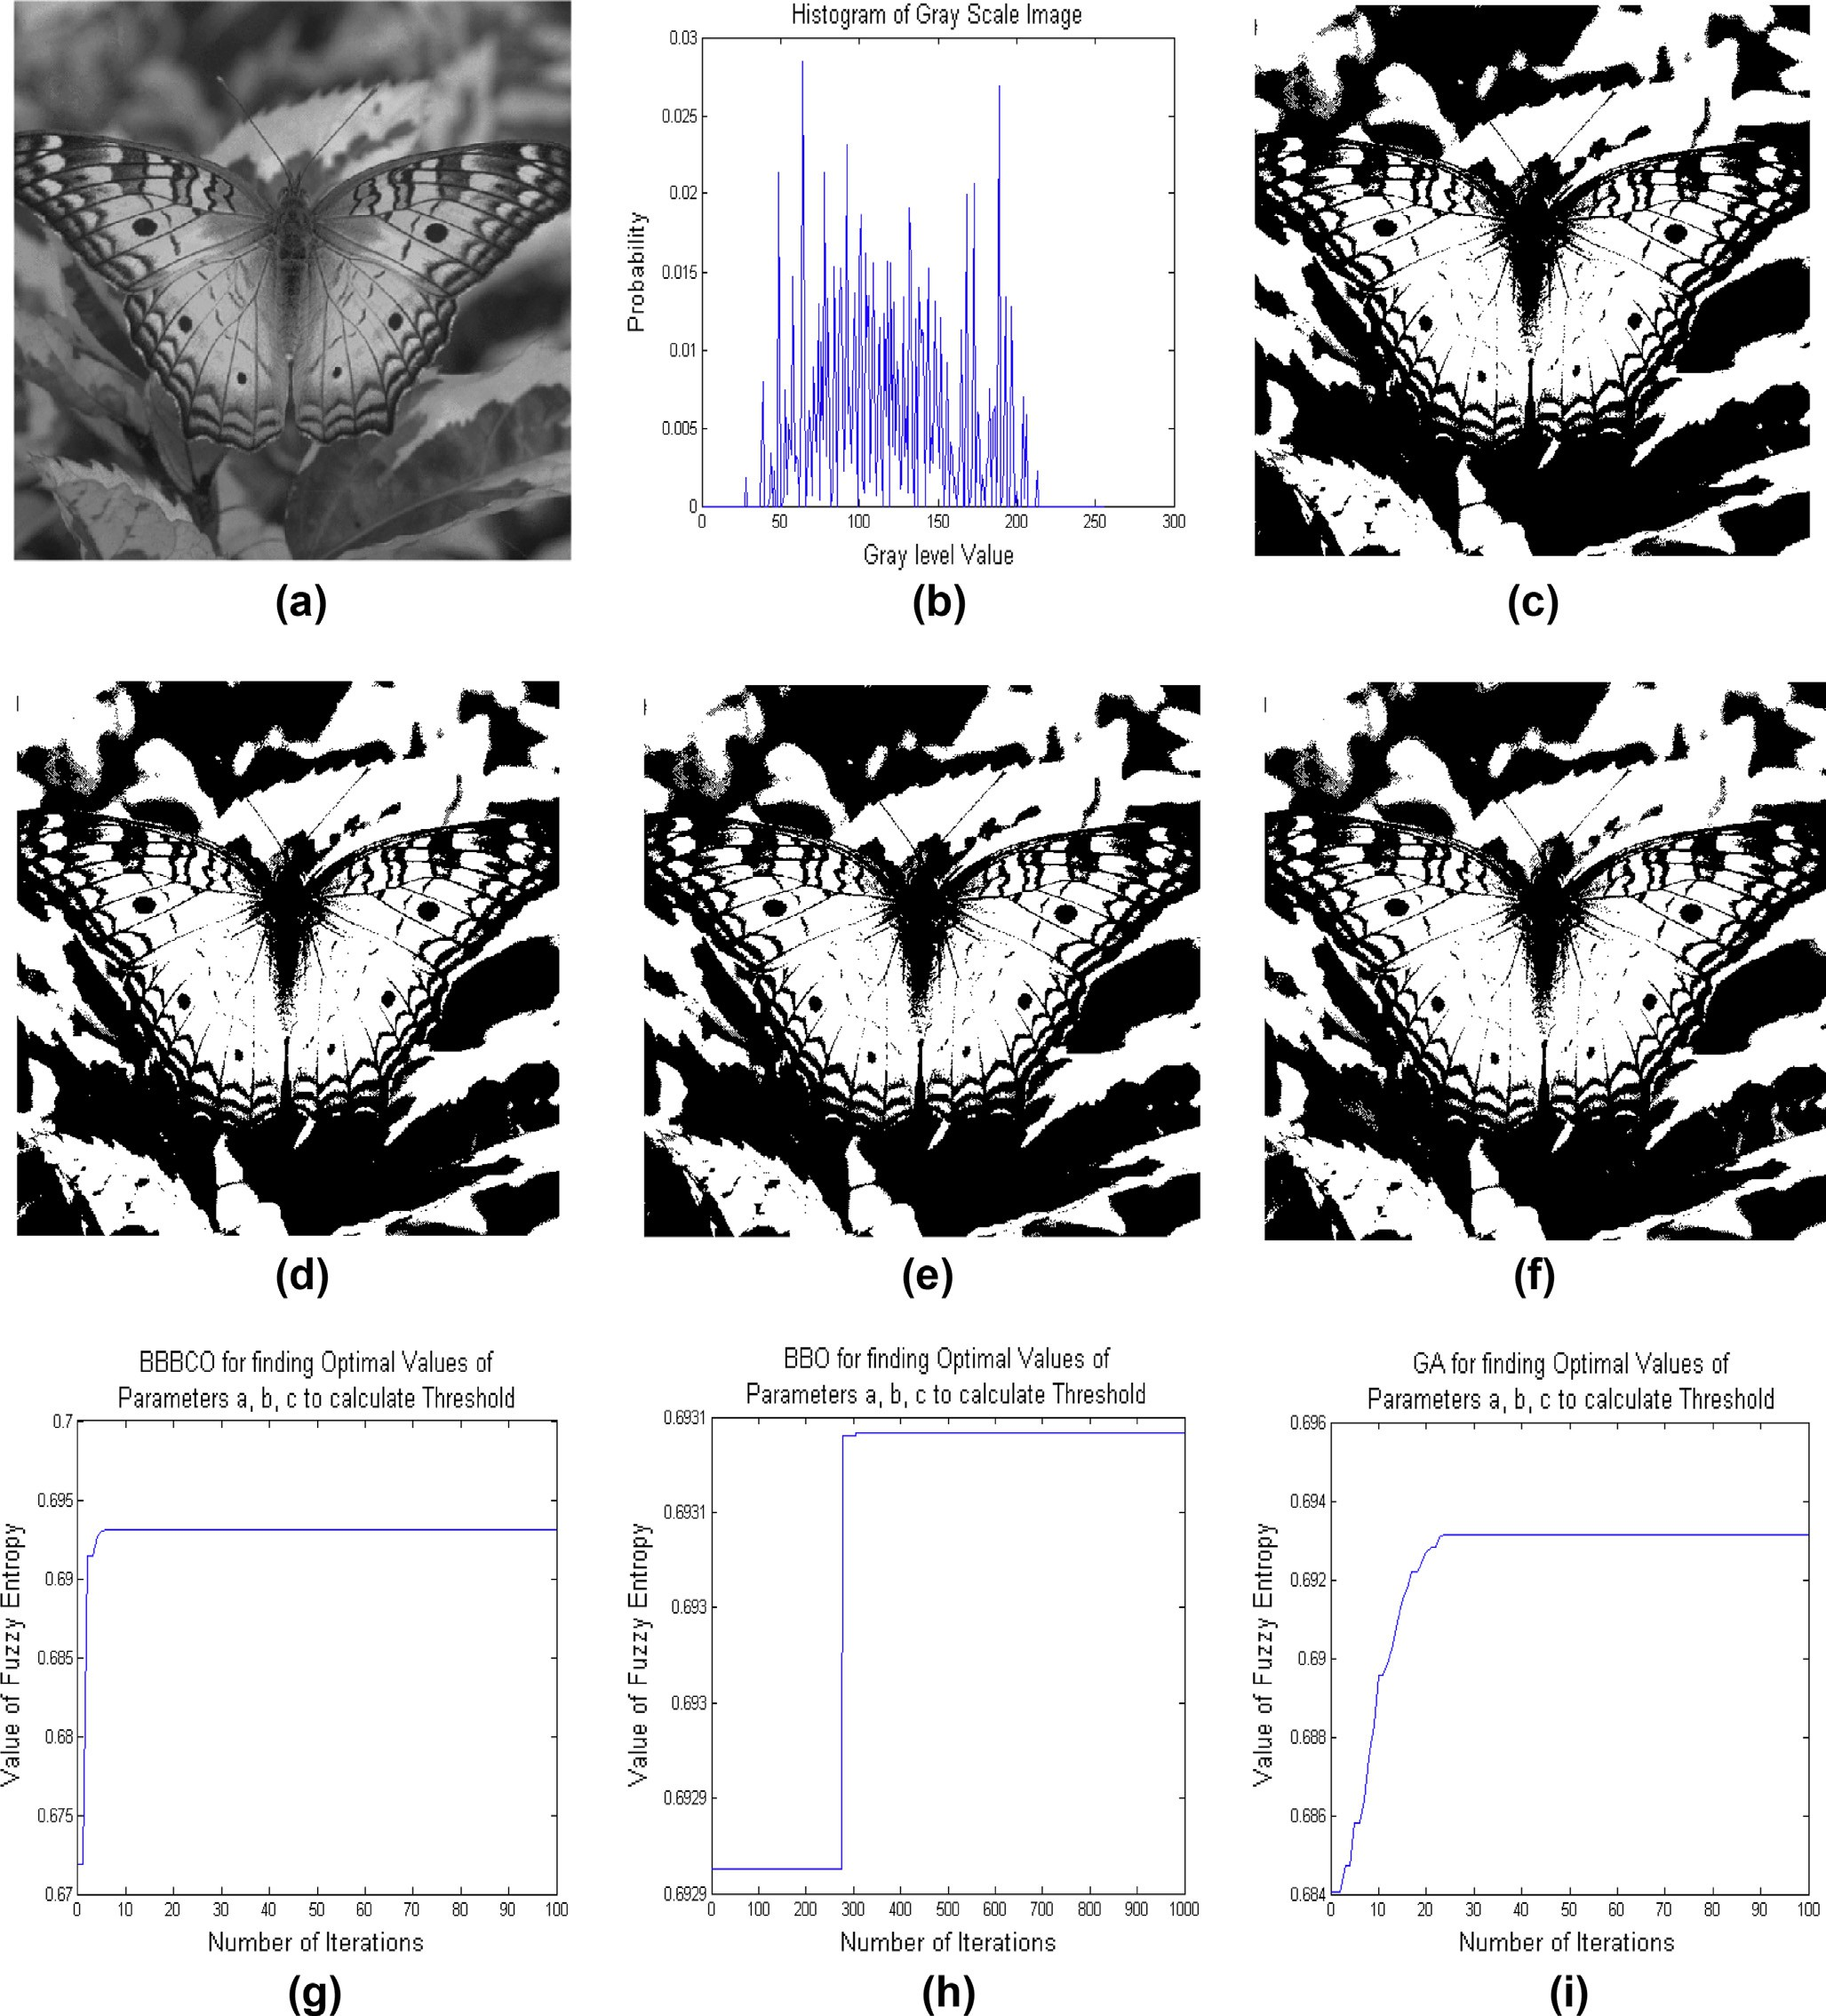 Histogram of Gray Scale Image
0.03
0.025
0.02
0.015
0.01
0.005
0
0 50 100 150 200 250 300
Probability
Gray level Value
(a) (b) (c)
(d) (e) (f)
BBBCO for finding Optimal Values of
Parameters a, b, c to calculate Threshold
0.7
0.695
0.69
0.685
0.68
0.675
0.67
0 10 20 30 40 50 60 70 80 90 100
Value of Fuzzy Entropy
Number of Iterations
(g)
BBO for finding Optimal Values of
Parameters a, b, c to calculate Threshold
0.6931
0.6931
0.693
0.693
0.6929
0.6929
0 100 200 300 400 500 600 700 800 900 1000
Value of Fuzzy Entropy
Number of Iterations
(h)
GA for finding Optimal Values of
Parameters a, b, c to calculate Threshold
0.696
0.694
0.692
0.69
0.688
0.686
0.684
0 10 20 30 40 50 60 70 80 90 100
Value of Fuzzy Entropy
Number of Iterations
(i)